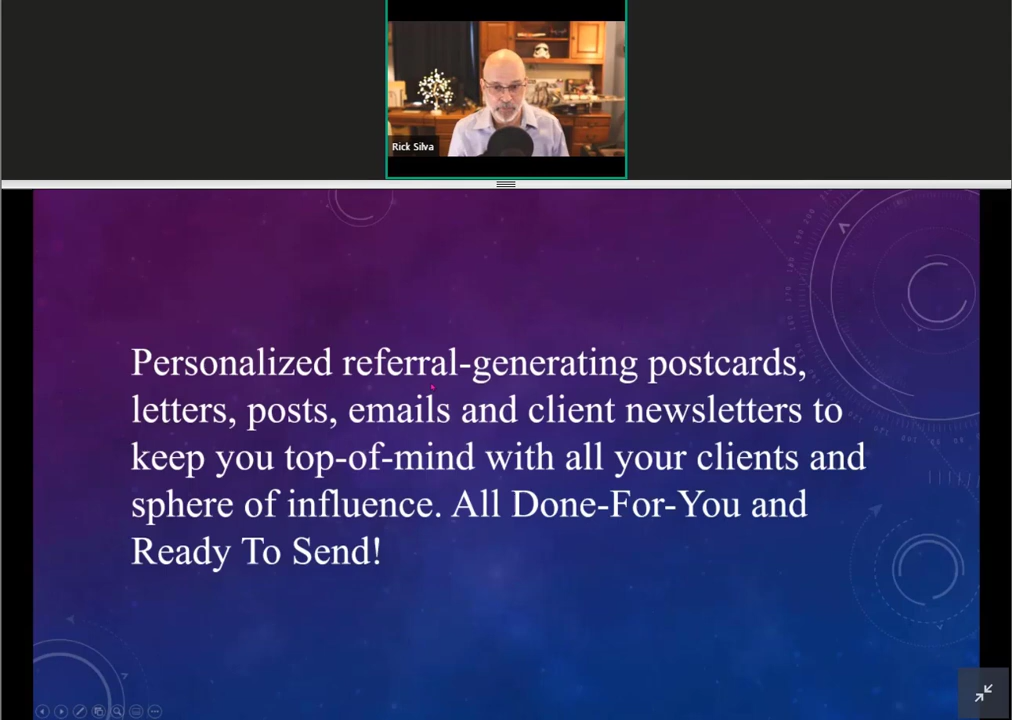 Rick Silva
Personalized referral-generating postcards,
letters, posts, emails and client newsletters to
keep you top-of-mind with all your clients and
sphere of influence. All Done-For-You and
Ready To Send!